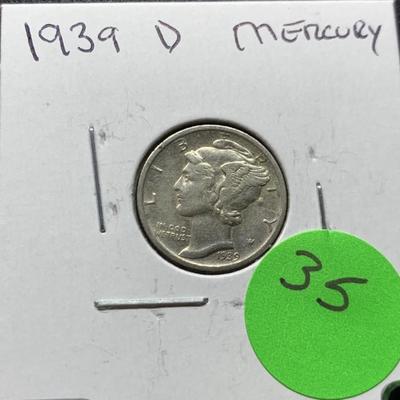 1939 D MERCURY
LIBERTY
IN GOD
WE TRUST
1939
35